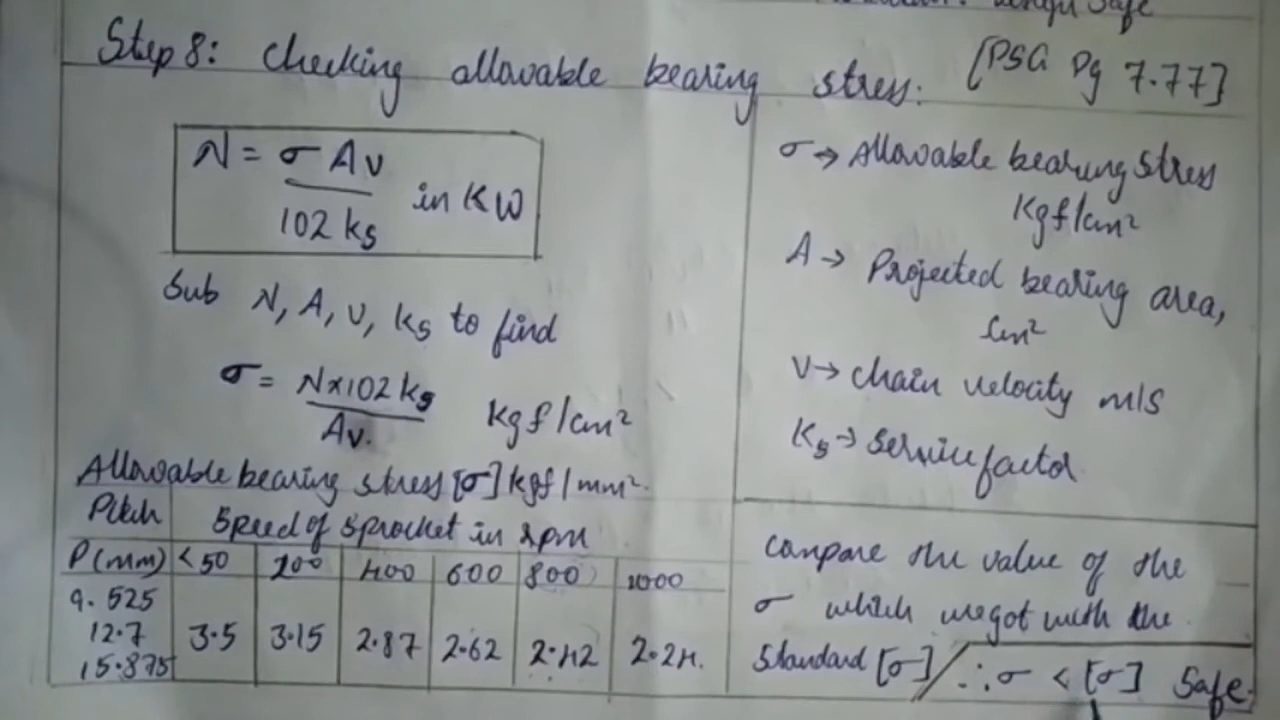 Design Safe
Step 8: Checking allowable bearing stress: [PSG Pg 7.77]
N = σ A v / 102 ks in KW
Sub N, A, v, ks to find
σ = N x 102 ks / Av. Kgf/cm²
σ → Allowable bearing stress
Kgf/cm²
A → Projected bearing area,
cm²
v → chain velocity m/s
Ks → Service factor
Allowable bearing stress [σ] kgf/mm².
Pitch Speed of sprocket in rpm
P(mm) <50 200 400 600 800 1000
9.525
12.7 3.5 3.15 2.87 2.62 2.42 2.24.
15.875
Compare the value of the
σ which we got with the
Standard [σ] / ∴ σ < [σ] Safe.